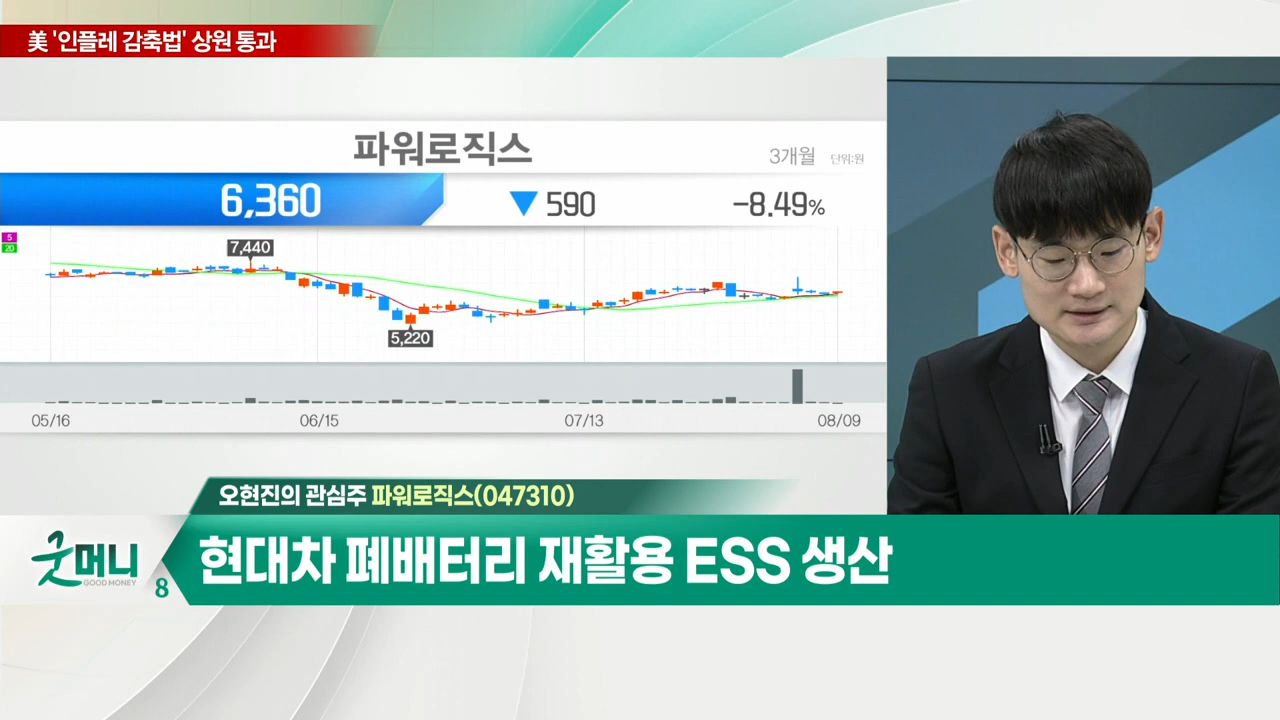 美 '인플레 감축법' 상원 통과
파워로직스
3개월 단위:원
6,360 ▼ 590 -8.49%
5
20
7,440
5,220
05/16 06/15 07/13 08/09
오현진의 관심주 파워로직스(047310)
굿머니
GOOD MONEY
8
현대차 폐배터리 재활용 ESS 생산